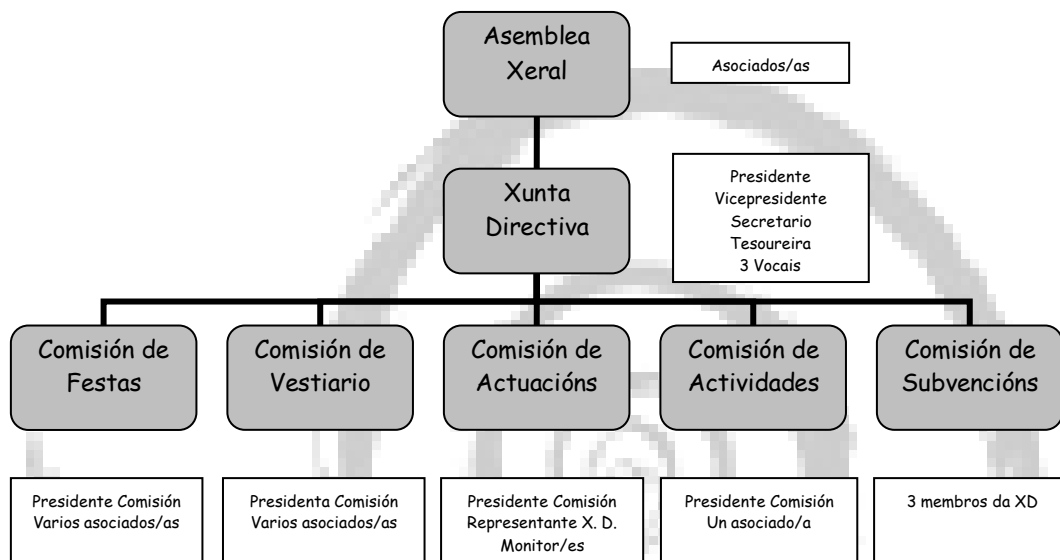 Asemblea
Xeral
Asociados/as
Xunta
Directiva
Presidente
Vicepresidente
Secretario
Tesoureira
3 Vocais
Comisión de
Festas
Comisión de
Vestiario
Comisión de
Actuacións
Comisión de
Actividades
Comisión de
Subvencións
Presidente Comisión
Varios asociados/as
Presidenta Comisión
Varios asociados/as
Presidente Comisión
Representante X. D.
Monitor/es
Presidente Comisión
Un asociado/a
3 membros da XD